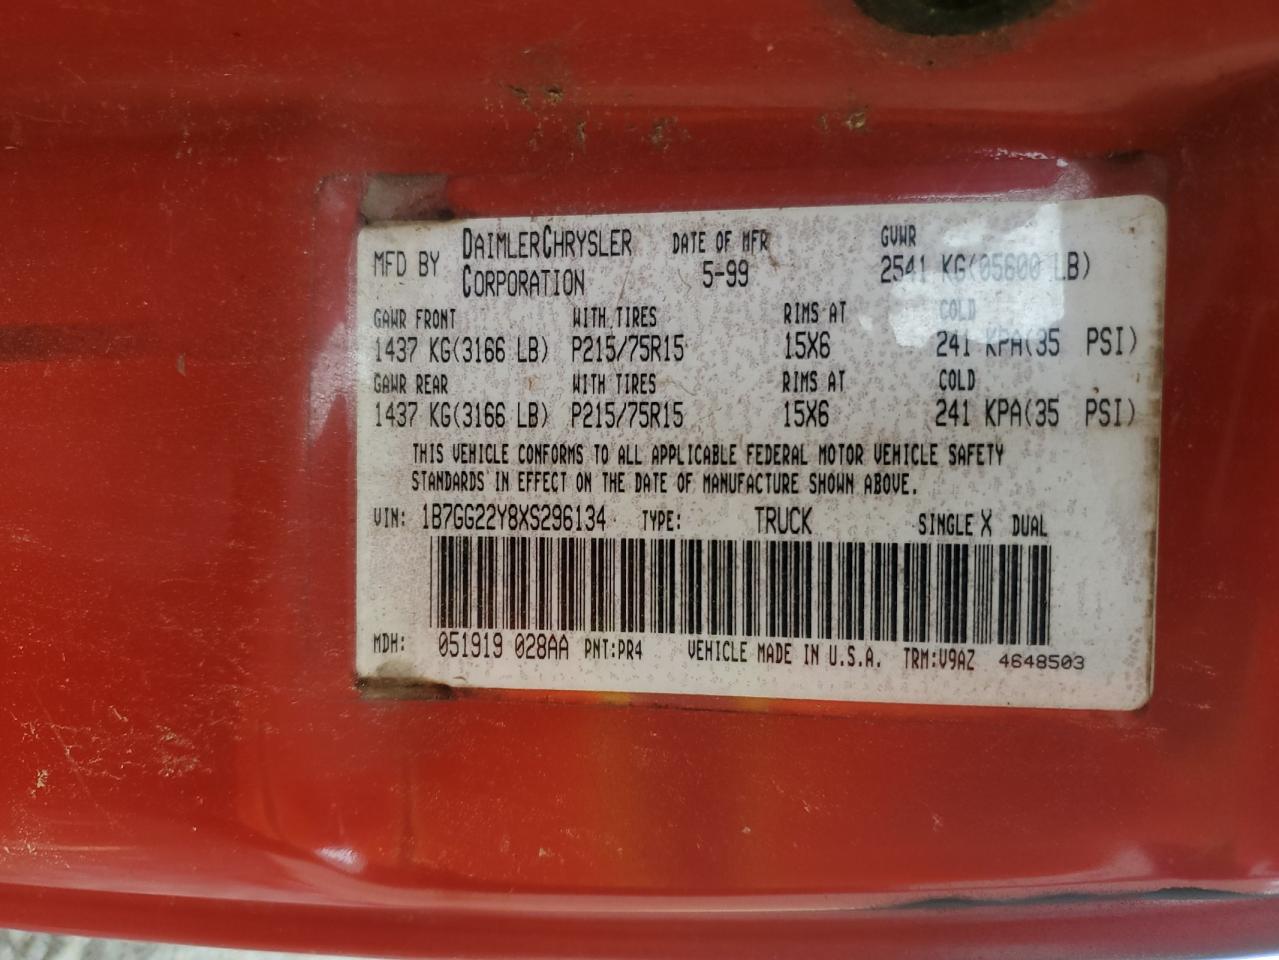 MFD BY DAIMLERCHRYSLER CORPORATION DATE OF MFR 5-99 GVWR 2541 KG(05600 LB)
GAWR FRONT WITH TIRES RIMS AT COLD
1437 KG(3166 LB) P215/75R15 15X6 241 KPA(35 PSI)
GAWR REAR WITH TIRES RIMS AT COLD
1437 KG(3166 LB) P215/75R15 15X6 241 KPA(35 PSI)
THIS VEHICLE CONFORMS TO ALL APPLICABLE FEDERAL MOTOR VEHICLE SAFETY
STANDARDS IN EFFECT ON THE DATE OF MANUFACTURE SHOWN ABOVE.
VIN: 1B7GG22Y8XS296134 TYPE: TRUCK SINGLE X DUAL
MDH: 051919 028AA PNT:PR4 VEHICLE MADE IN U.S.A. TRM:V9AZ 4648503